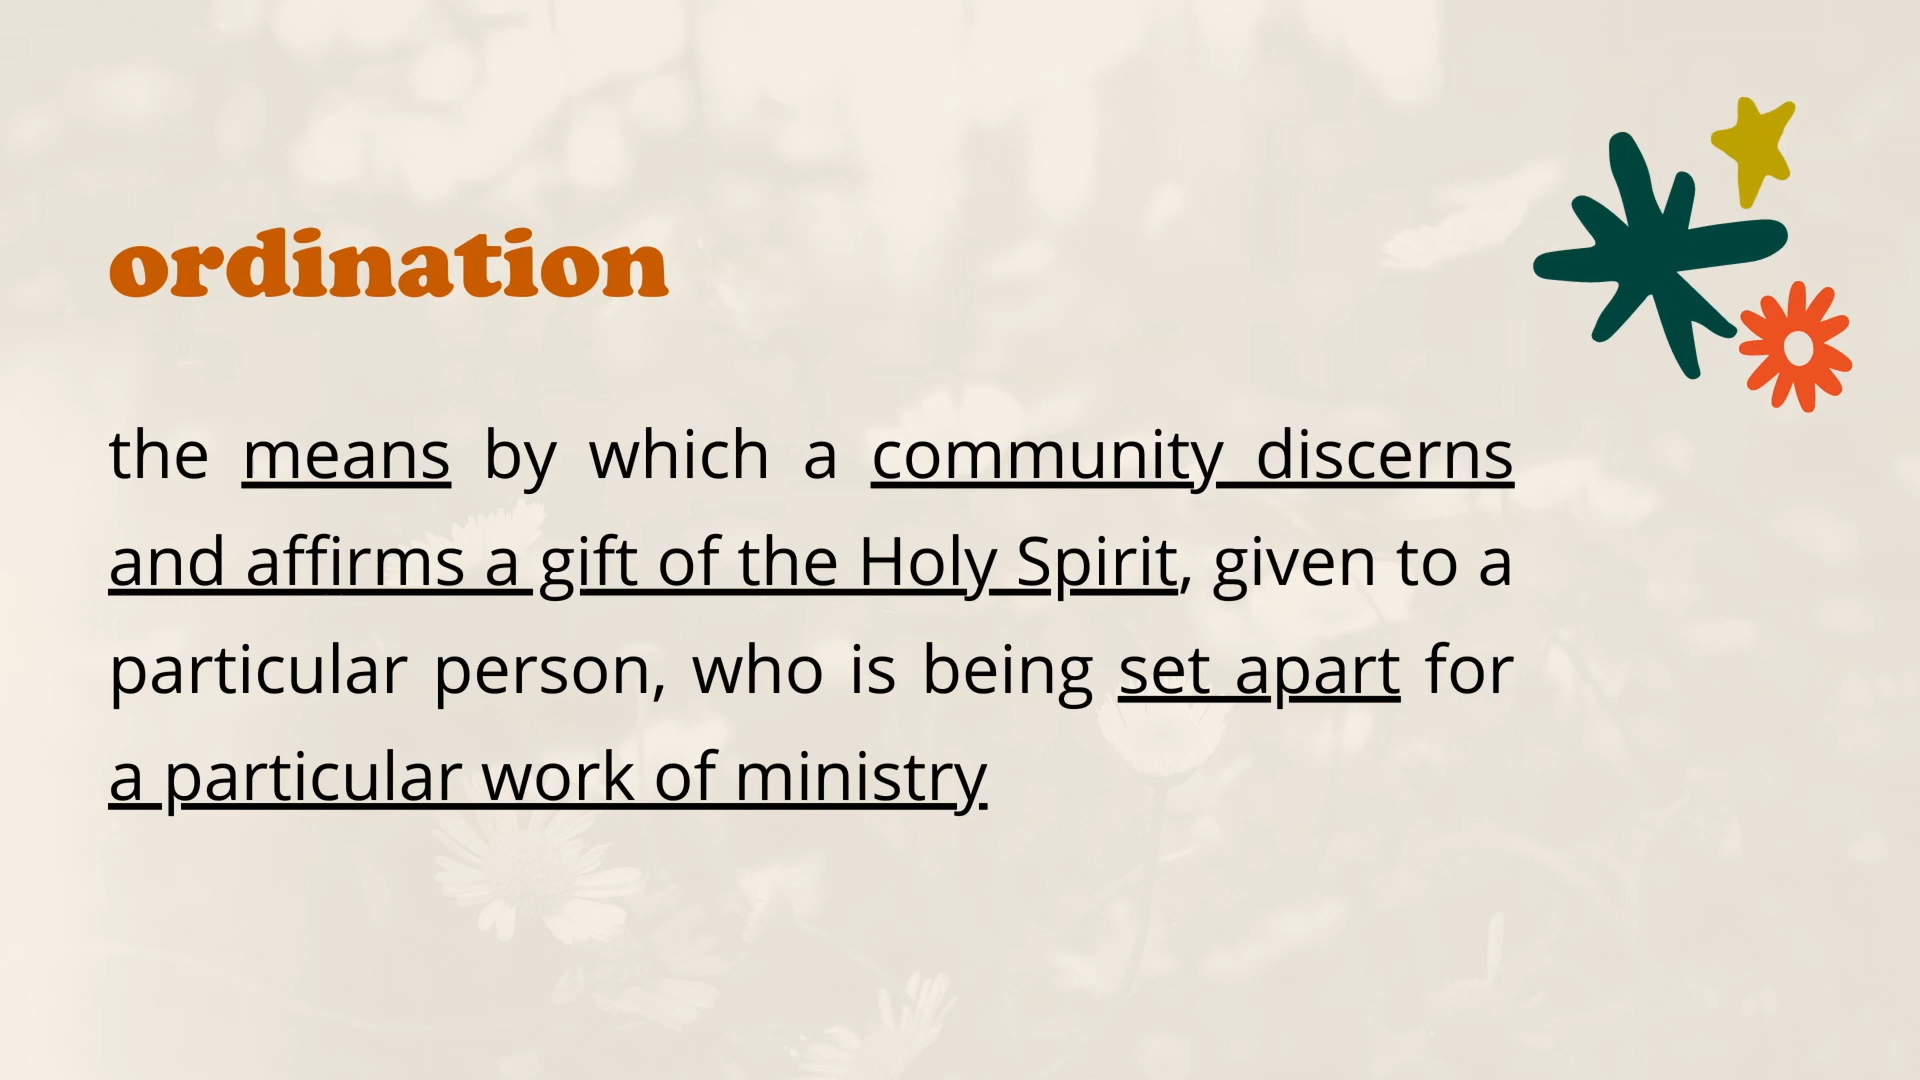 ordination
the means by which a community discerns
and affirms a gift of the Holy Spirit, given to a
particular person, who is being set apart for
a particular work of ministry